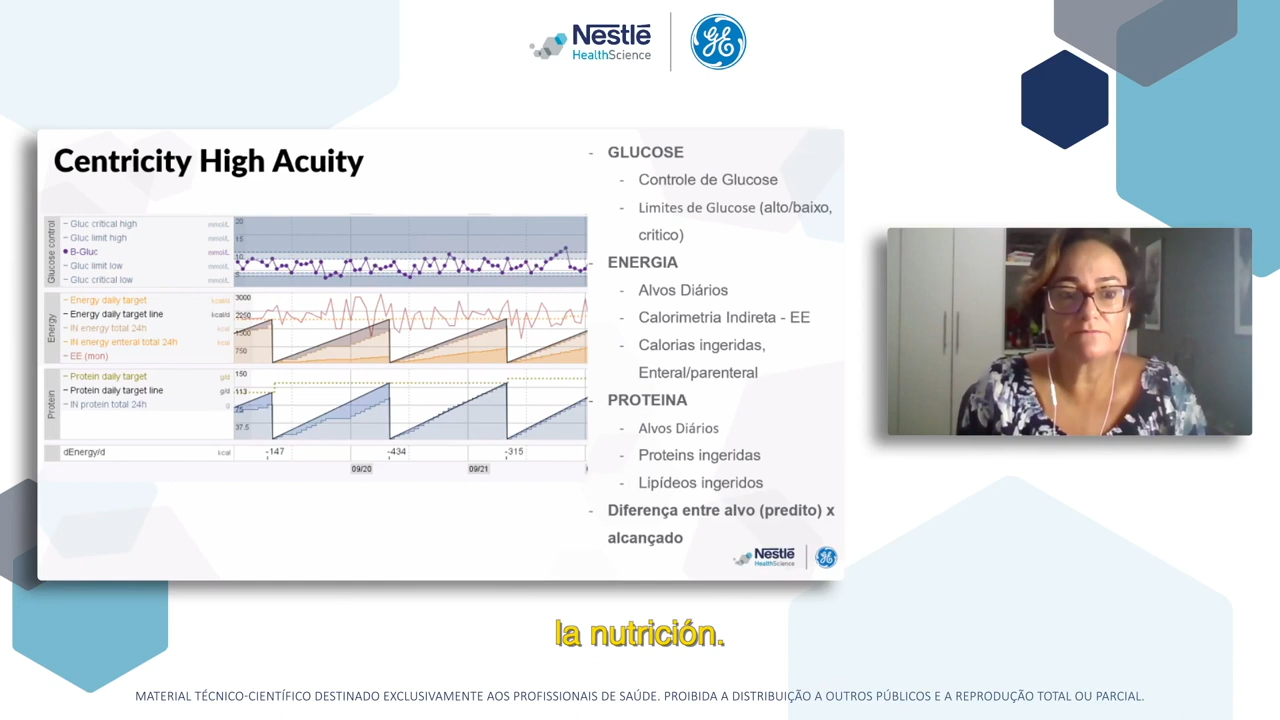 Nestlé
HealthScience
GE
Centricity High Acuity
Glucose control
Gluc critical high mmol/L
Gluc limit high mmol/L
B-Gluc mmol/L
Gluc limit low mmol/L
Gluc critical low mmol/L
20
15
10
5
Energy
Energy daily target kcal/d
Energy daily target line kcal/d
IN energy total 24h kcal
IN energy enteral total 24h kcal
EE (mon)
3000
2250
1500
750
Protein
Protein daily target g/d
Protein daily target line g/d
IN protein total 24h g
150
113
75
37.5
dEnergy/d kcal -147 -434 -315
09/20 09/21
- GLUCOSE
- Controle de Glucose
- Limites de Glucose (alto/baixo,
critico)
- ENERGIA
- Alvos Diários
- Calorimetria Indireta - EE
- Calorias ingeridas,
Enteral/parenteral
- PROTEINA
- Alvos Diários
- Proteins ingeridas
- Lipídeos ingeridos
- Diferença entre alvo (predito) x
alcançado
Nestlé
HealthScience
GE
la nutrición.
MATERIAL TÉCNICO-CIENTÍFICO DESTINADO EXCLUSIVAMENTE AOS PROFISSIONAIS DE SAÚDE. PROIBIDA A DISTRIBUIÇÃO A OUTROS PÚBLICOS E A REPRODUÇÃO TOTAL OU PARCIAL.